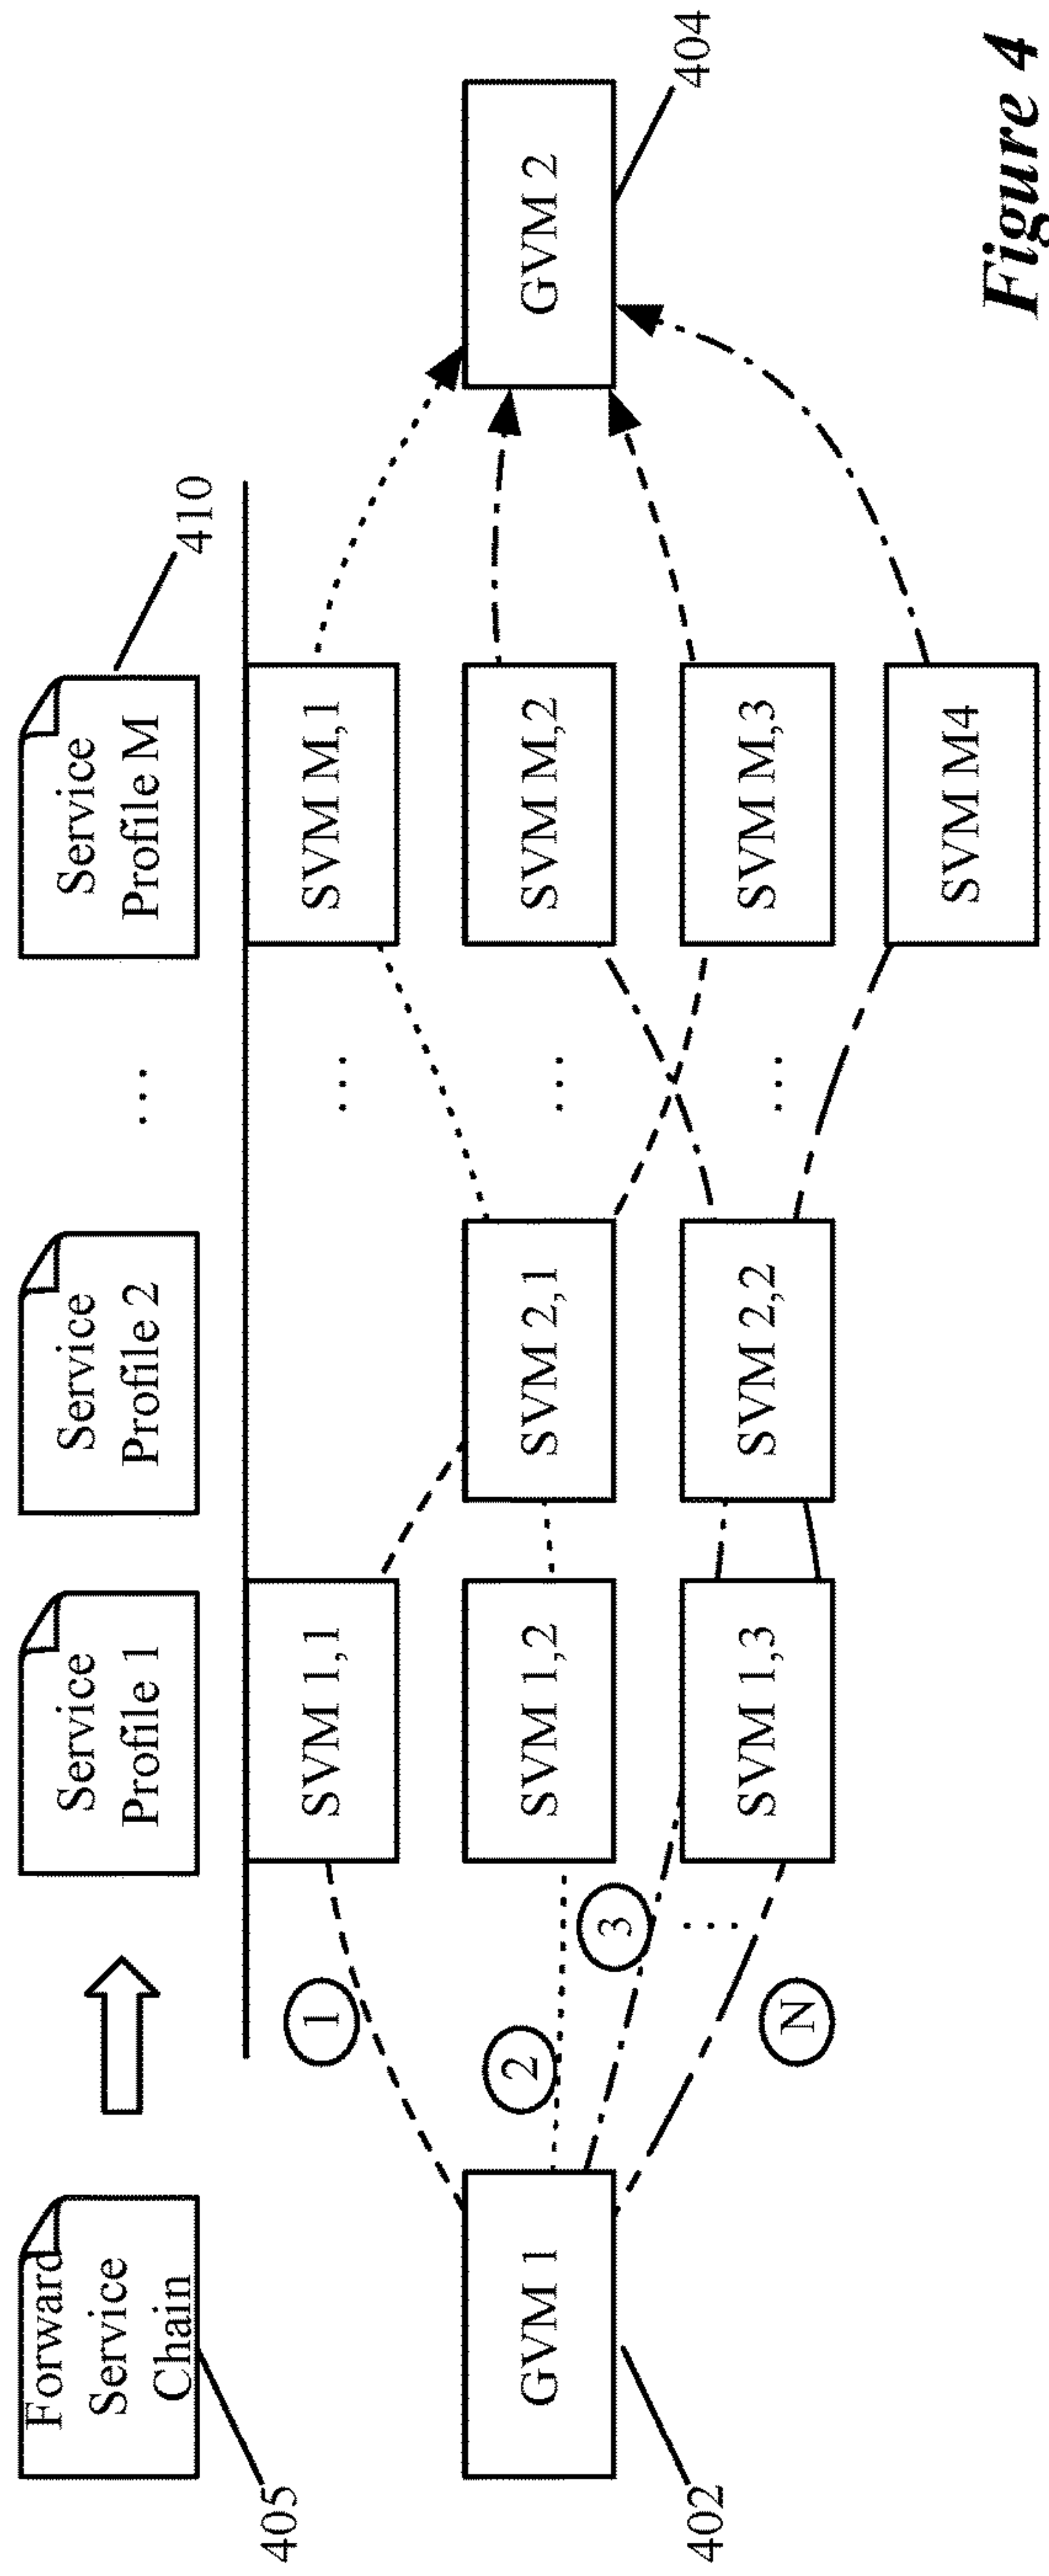 Forward
Service
Chain
405
Service
Profile 1
Service
Profile 2
...
Service
Profile M
410
GVM 1
402
1
2
3
...
N
SVM 1,1
SVM 1,2
SVM 1,3
SVM 2,1
SVM 2,2
...
...
...
SVM M,1
SVM M,2
SVM M,3
SVM M4
GVM 2
404
Figure 4